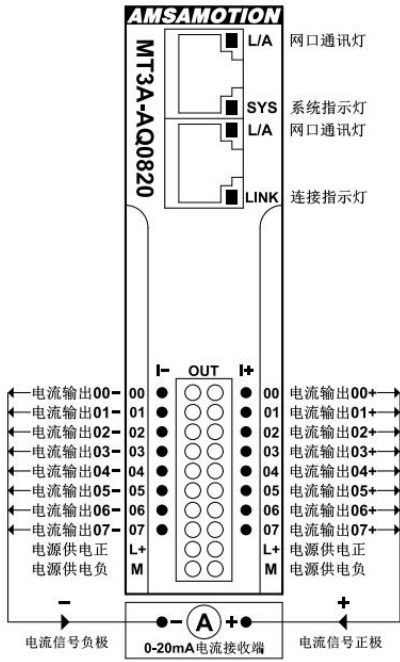 AMSAMOTION
MT3A-AQ0820
L/A 网口通讯灯
SYS 系统指示灯
L/A 网口通讯灯
LINK 连接指示灯
I- OUT I+
电流输出00- 00 00 电流输出00+
电流输出01- 01 01 电流输出01+
电流输出02- 02 02 电流输出02+
电流输出03- 03 03 电流输出03+
电流输出04- 04 04 电流输出04+
电流输出05- 05 05 电流输出05+
电流输出06- 06 06 电流输出06+
电流输出07- 07 07 电流输出07+
电源供电正 L+ L+ 电源供电正
电源供电负 M M 电源供电负
- - A + +
电流信号负极 0-20mA电流接收端 电流信号正极